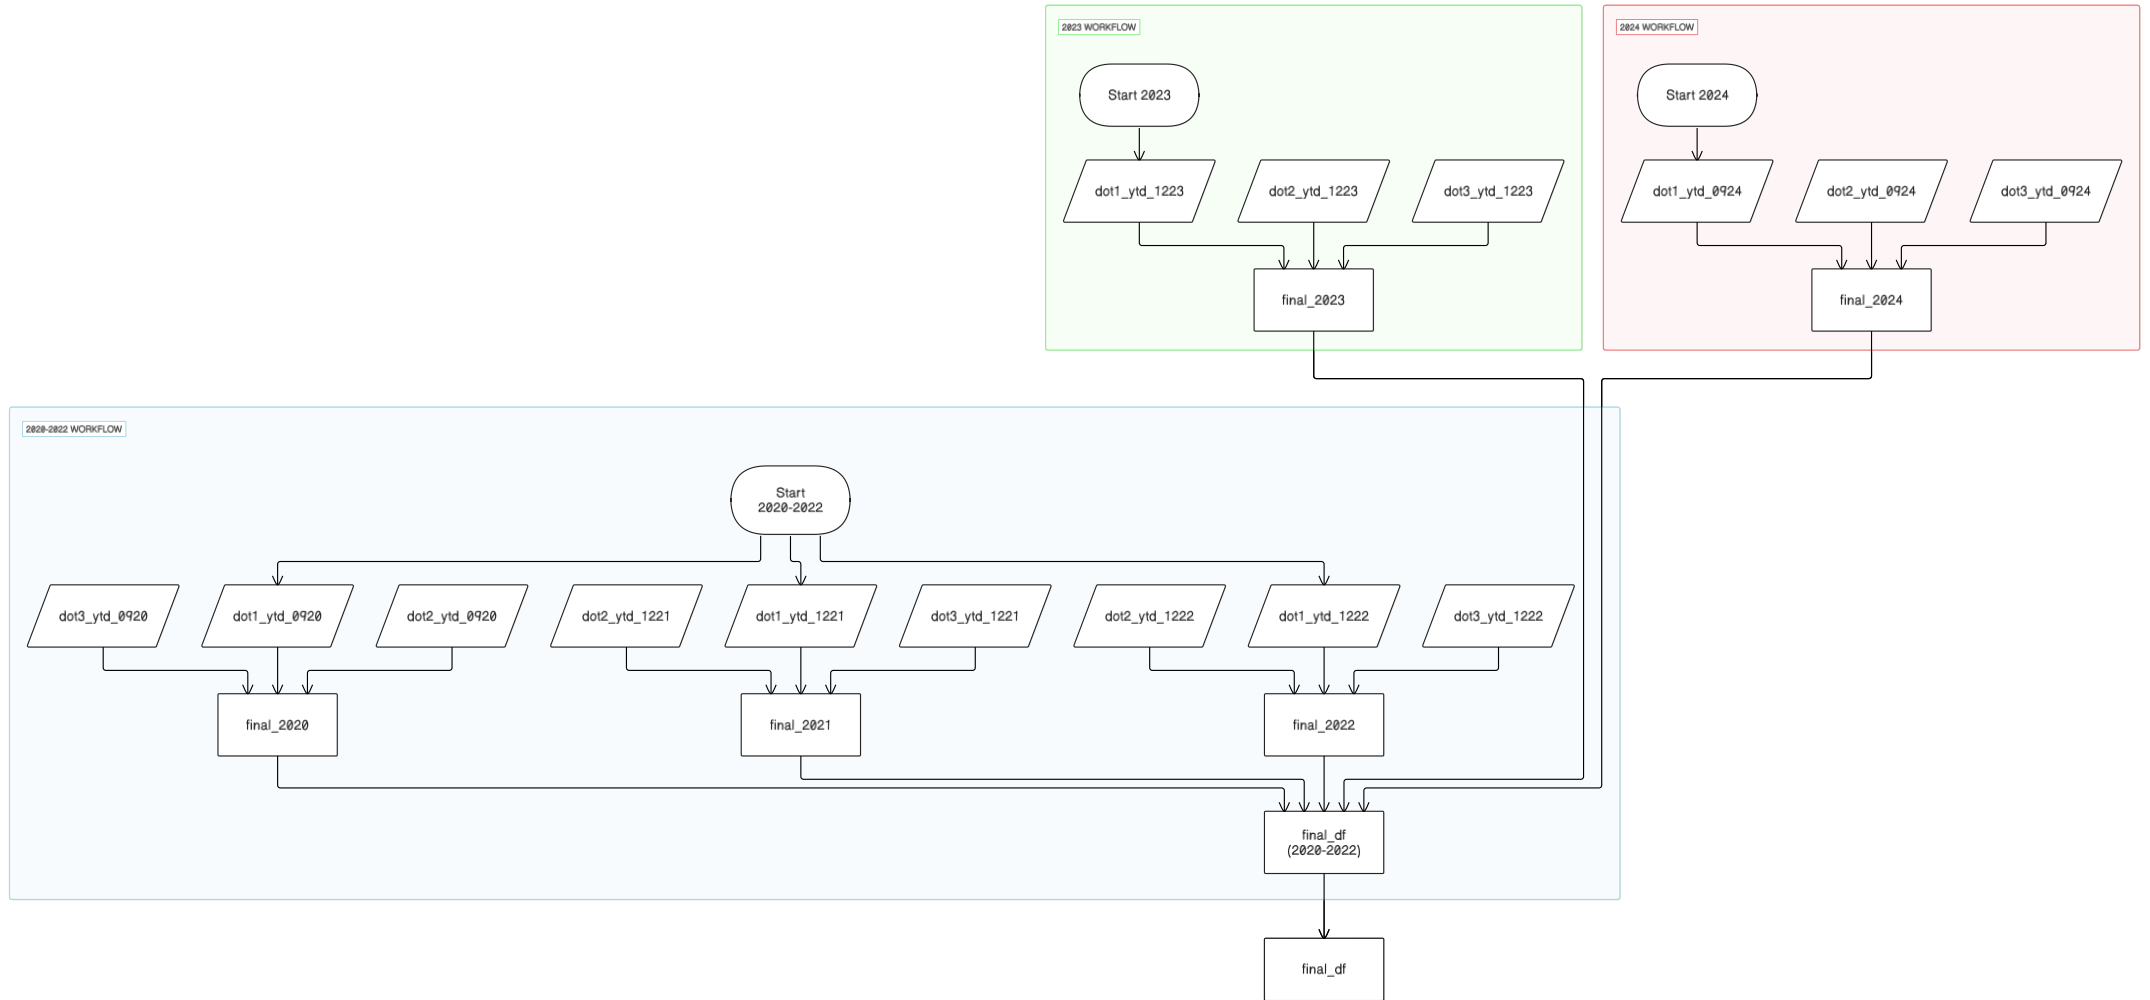 2023 WORKFLOW
2024 WORKFLOW
Start 2023
Start 2024
dot1_ytd_1223
dot2_ytd_1223
dot3_ytd_1223
dot1_ytd_0924
dot2_ytd_0924
dot3_ytd_0924
final_2023
final_2024
2020-2022 WORKFLOW
Start
2020-2022
dot3_ytd_0920
dot1_ytd_0920
dot2_ytd_0920
dot2_ytd_1221
dot1_ytd_1221
dot3_ytd_1221
dot2_ytd_1222
dot1_ytd_1222
dot3_ytd_1222
final_2020
final_2021
final_2022
final_df
(2020-2022)
final_df